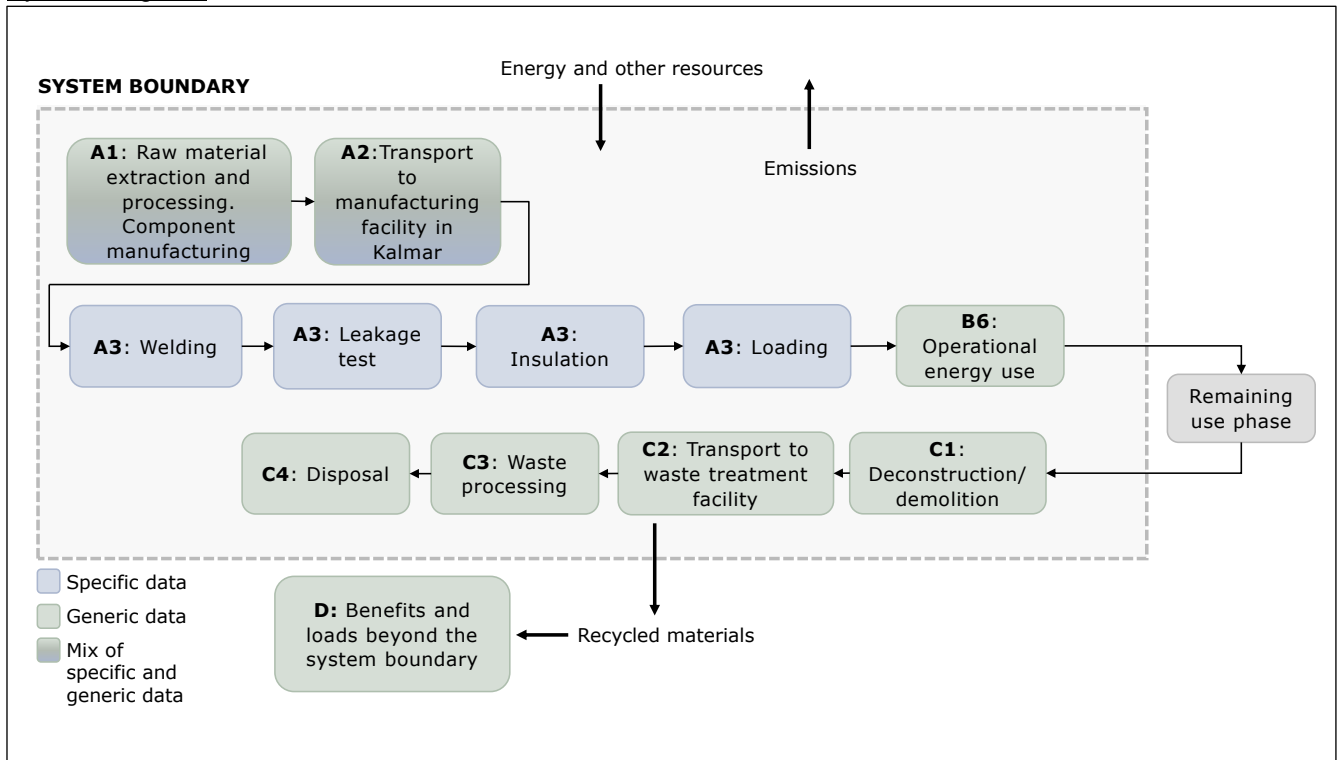 Energy and other resources
SYSTEM BOUNDARY
Emissions
A1: Raw material
extraction and
processing.
Component
manufacturing
A2:Transport
to
manufacturing
facility in
Kalmar
A3: Welding
A3: Leakage
test
A3:
Insulation
A3: Loading
B6:
Operational
energy use
Remaining
use phase
C4: Disposal
C3: Waste
processing
C2: Transport to
waste treatment
facility
C1:
Deconstruction/
demolition
Specific data
Generic data
Mix of
specific and
generic data
D: Benefits and
loads beyond the
system boundary
Recycled materials